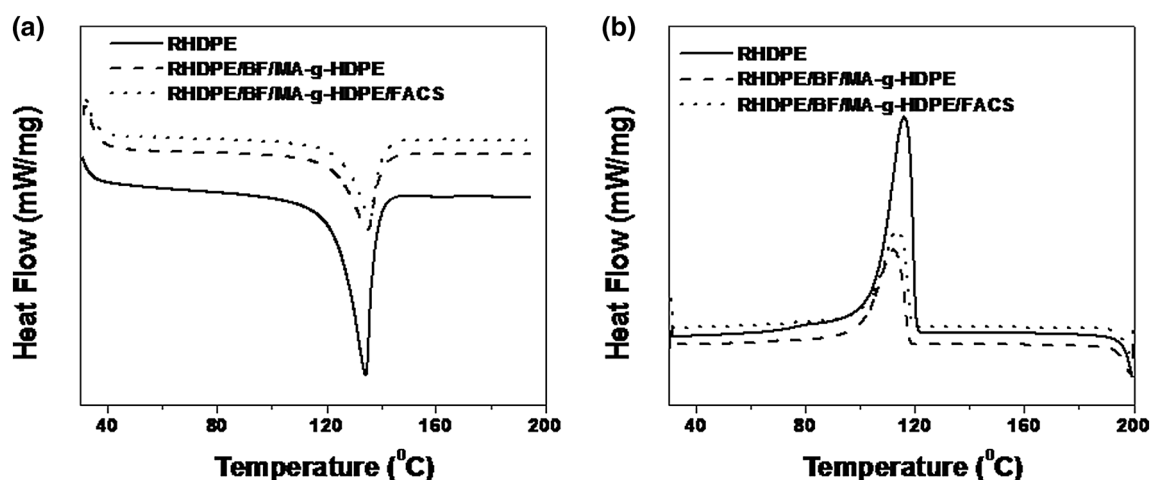 (a)
RHDPE
RHDPE/BF/MA-g-HDPE
RHDPE/BF/MA-g-HDPE/FACS
Heat Flow (mW/mg)
40 80 120 160 200
Temperature (⁰C)
(b)
RHDPE
RHDPE/BF/MA-g-HDPE
RHDPE/BF/MA-g-HDPE/FACS
Heat Flow (mW/mg)
40 80 120 160 200
Temperature (⁰C)